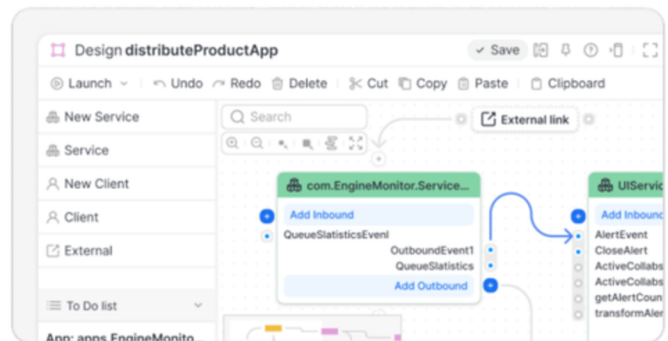 Design distributeProductApp
Save
Launch
Undo
Redo
Delete
Cut
Copy
Paste
Clipboard
New Service
Service
New Client
Client
External
To Do list
App: apps.EngineMonito...
Search
External link
com.EngineMonitor.Service...
Add Inbound
QueueSlatisticsEvenl
OutboundEvent1
QueueSlatistics
Add Outbound
UIServic
Add Inbound
AlertEvent
CloseAlert
ActiveCollabs
ActiveCollabs
getAlertCoun
transformAler